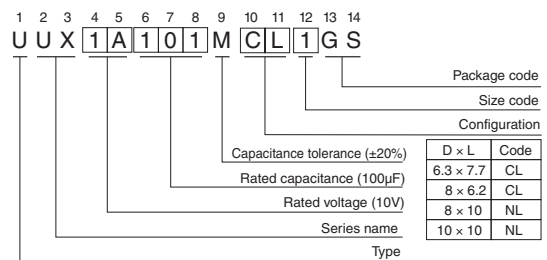 1 2 3 4 5 6 7 8 9 10 11 12 13 14
U U X 1 A 1 0 1 M C L 1 G S
Package code
Size code
Configuration
Capacitance tolerance (±20%)
Rated capacitance (100µF)
Rated voltage (10V)
Series name
Type
D × L Code
6.3 × 7.7 CL
8 × 6.2 CL
8 × 10 NL
10 × 10 NL